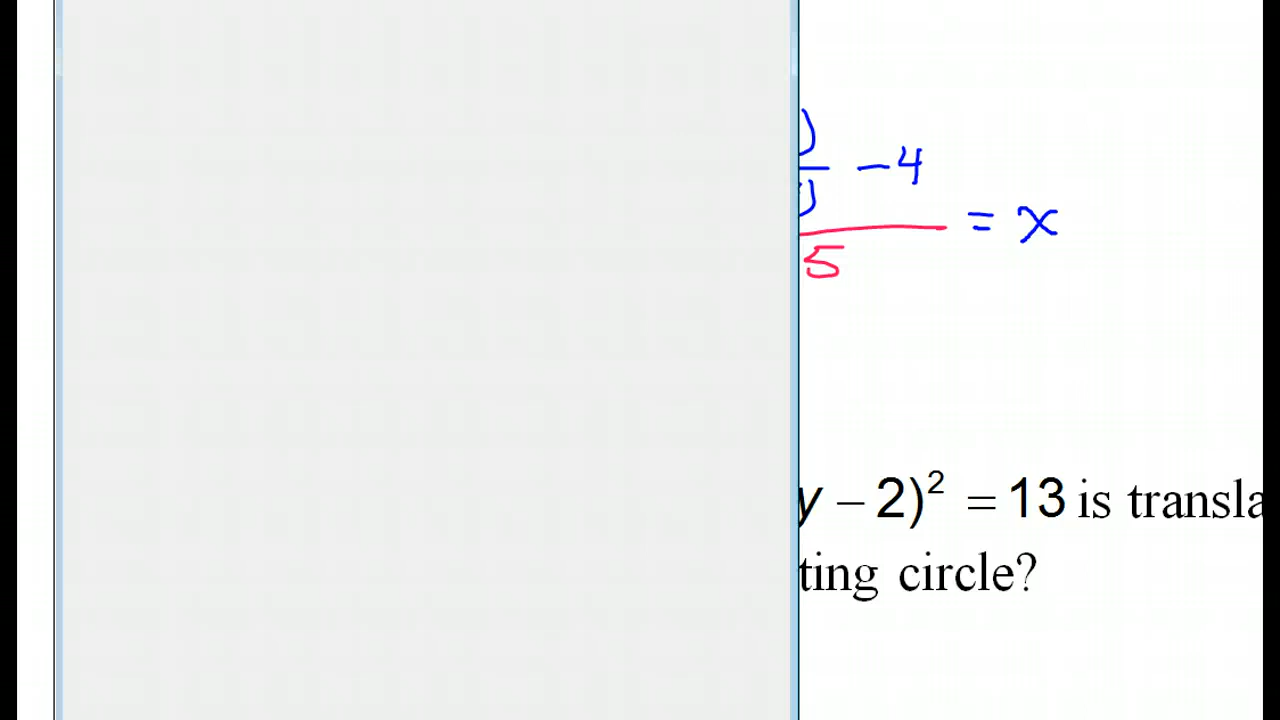 ) - 4
)
= x
5
y – 2)² = 13 is transla
ting circle?